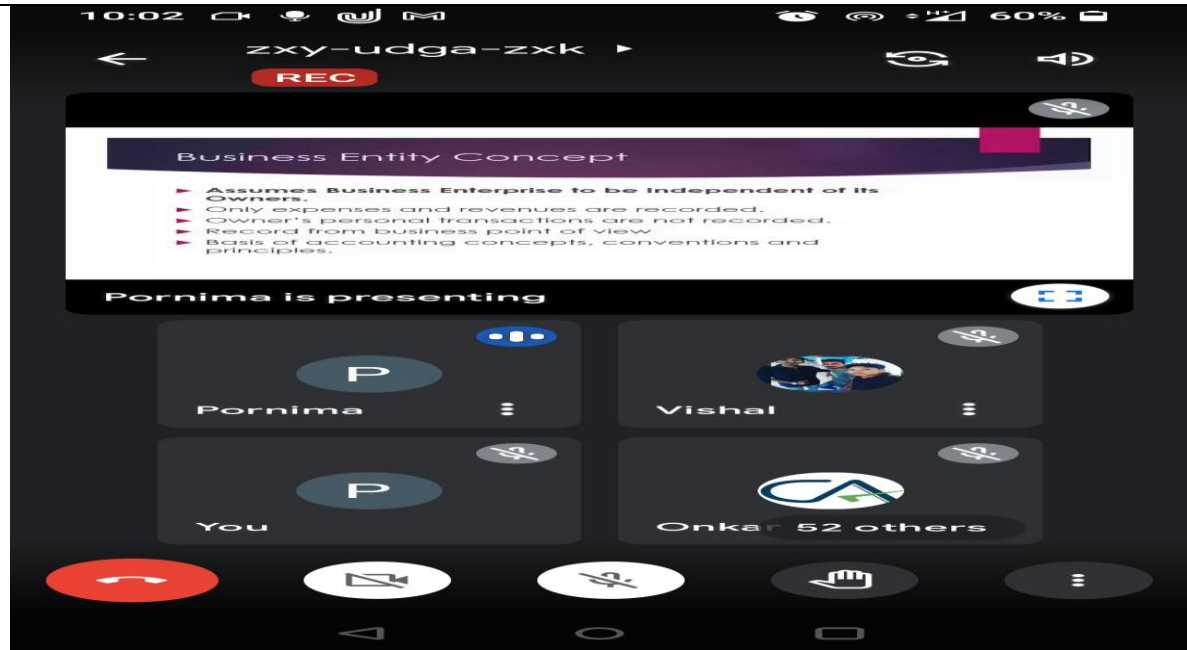 10:02 60%
zxy-udga-zxk
REC
Business Entity Concept
Assumes Business Enterprise to be Independent of its
Owners.
Only expenses and revenues are recorded.
Owner's personal transactions are not recorded.
Record from business point of view
Basis of accounting concepts, conventions and
principles.
Pornima is presenting
P
Pornima Vishal
P CA
You Onkar 52 others